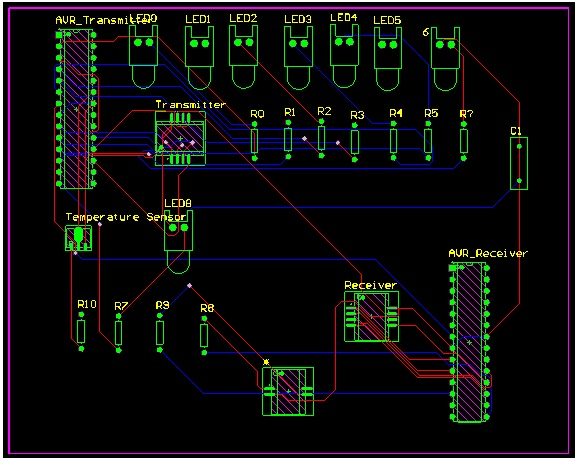 AVR_Transmitter
LED0
LED1
LED2
LED3
LED4
LED5
6
Transmitter
R0
R1
R2
R3
R4
R5
R?
C1
Temperature Sensor
LED8
AVR_Receiver
Receiver
R10
R7
R9
R8